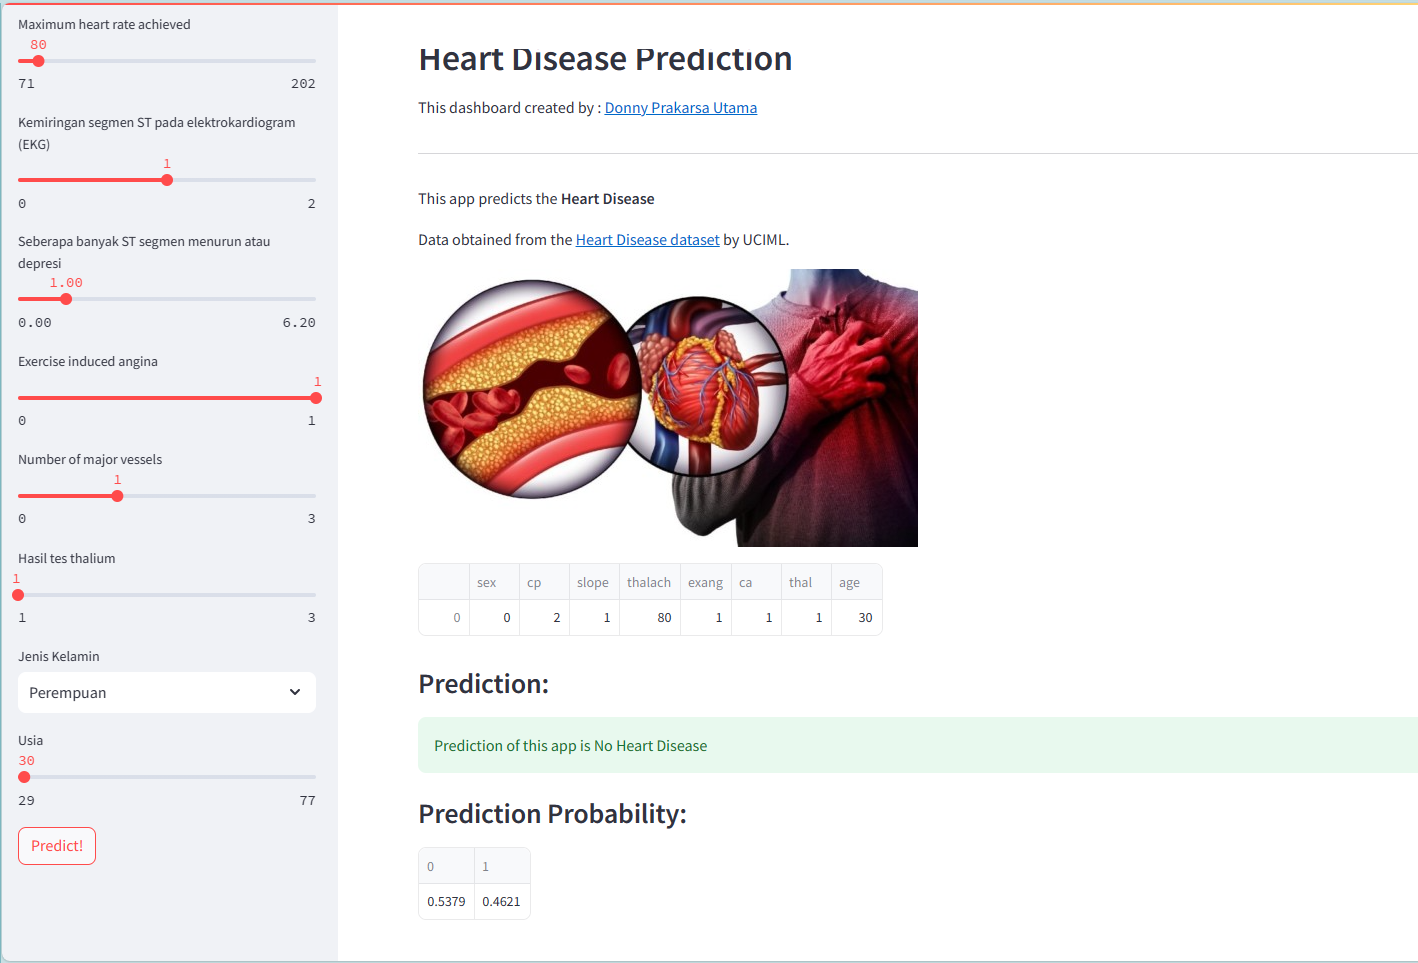 Maximum heart rate achieved
80
71 202
Kemiringan segmen ST pada elektrokardiogram
(EKG)
1
0 2
Seberapa banyak ST segmen menurun atau
depresi
1.00
0.00 6.20
Exercise induced angina
1
0 1
Number of major vessels
1
0 3
Hasil tes thalium
1
1 3
Jenis Kelamin
Perempuan
Usia
30
29 77
Predict!
Heart Disease Prediction
This dashboard created by : Donny Prakarsa Utama
This app predicts the Heart Disease
Data obtained from the Heart Disease dataset by UCIML.
sex cp slope thalach exang ca thal age
0 0 2 1 80 1 1 1 30
Prediction:
Prediction of this app is No Heart Disease
Prediction Probability:
0 1
0.5379 0.4621